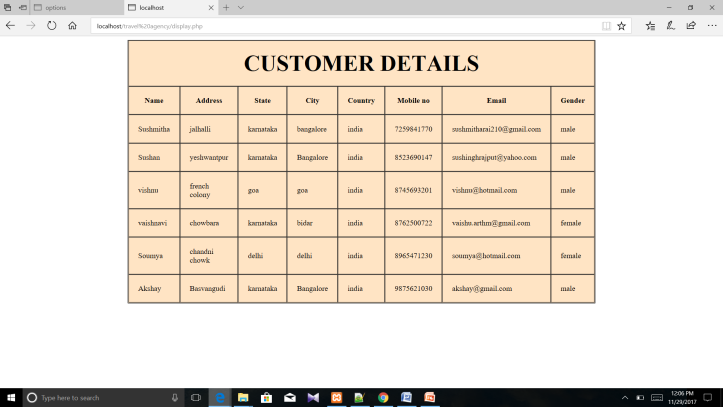 options
localhost
localhost/travel%20agency/display.php
CUSTOMER DETAILS
Name Address State City Country Mobile no Email Gender
Sushmitha jalhalli karnataka bangalore india 7259841770 sushmitharai210@gmail.com male
Sushan yeshwantpur karnataka Bangalore india 8523690147 sushinghrajput@yahoo.com male
vishnu french colony goa goa india 8745693201 vishnu@hotmail.com male
vaishnavi chowbara karnataka bidar india 8762500722 vaishu.arthm@gmail.com female
Soumya chandni chowk delhi delhi india 8965471230 soumya@hotmail.com female
Akshay Basvangudi karnataka Bangalore india 9875621030 akshay@gmail.com male
Type here to search
12:06 PM
11/29/2017